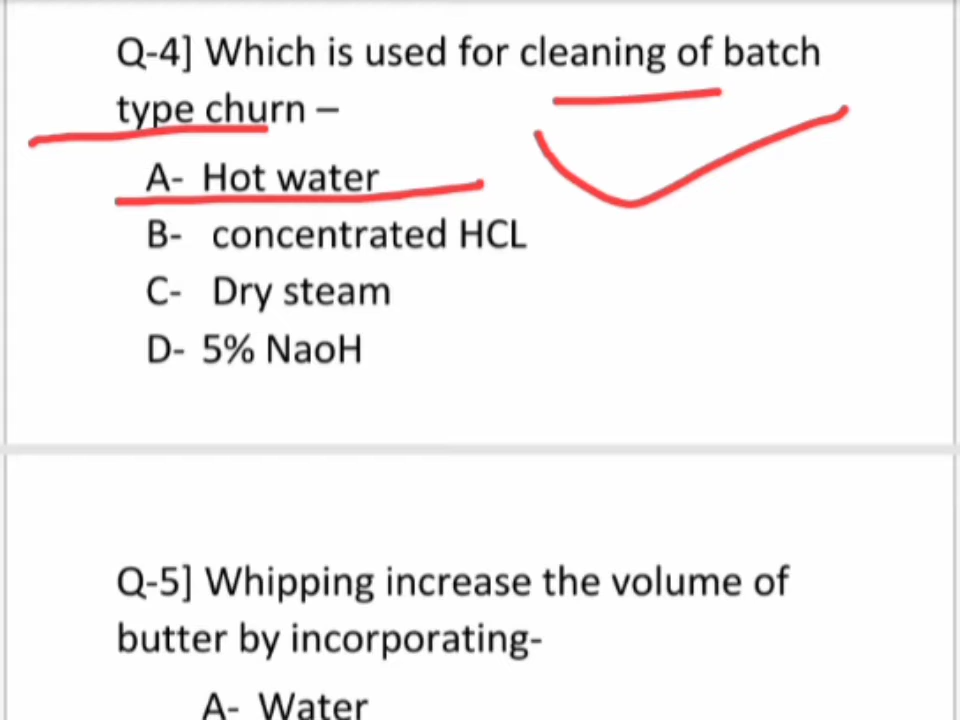 Q-4] Which is used for cleaning of batch
type churn –
A- Hot water
B- concentrated HCL
C- Dry steam
D- 5% NaoH
Q-5] Whipping increase the volume of
butter by incorporating-
A- Water